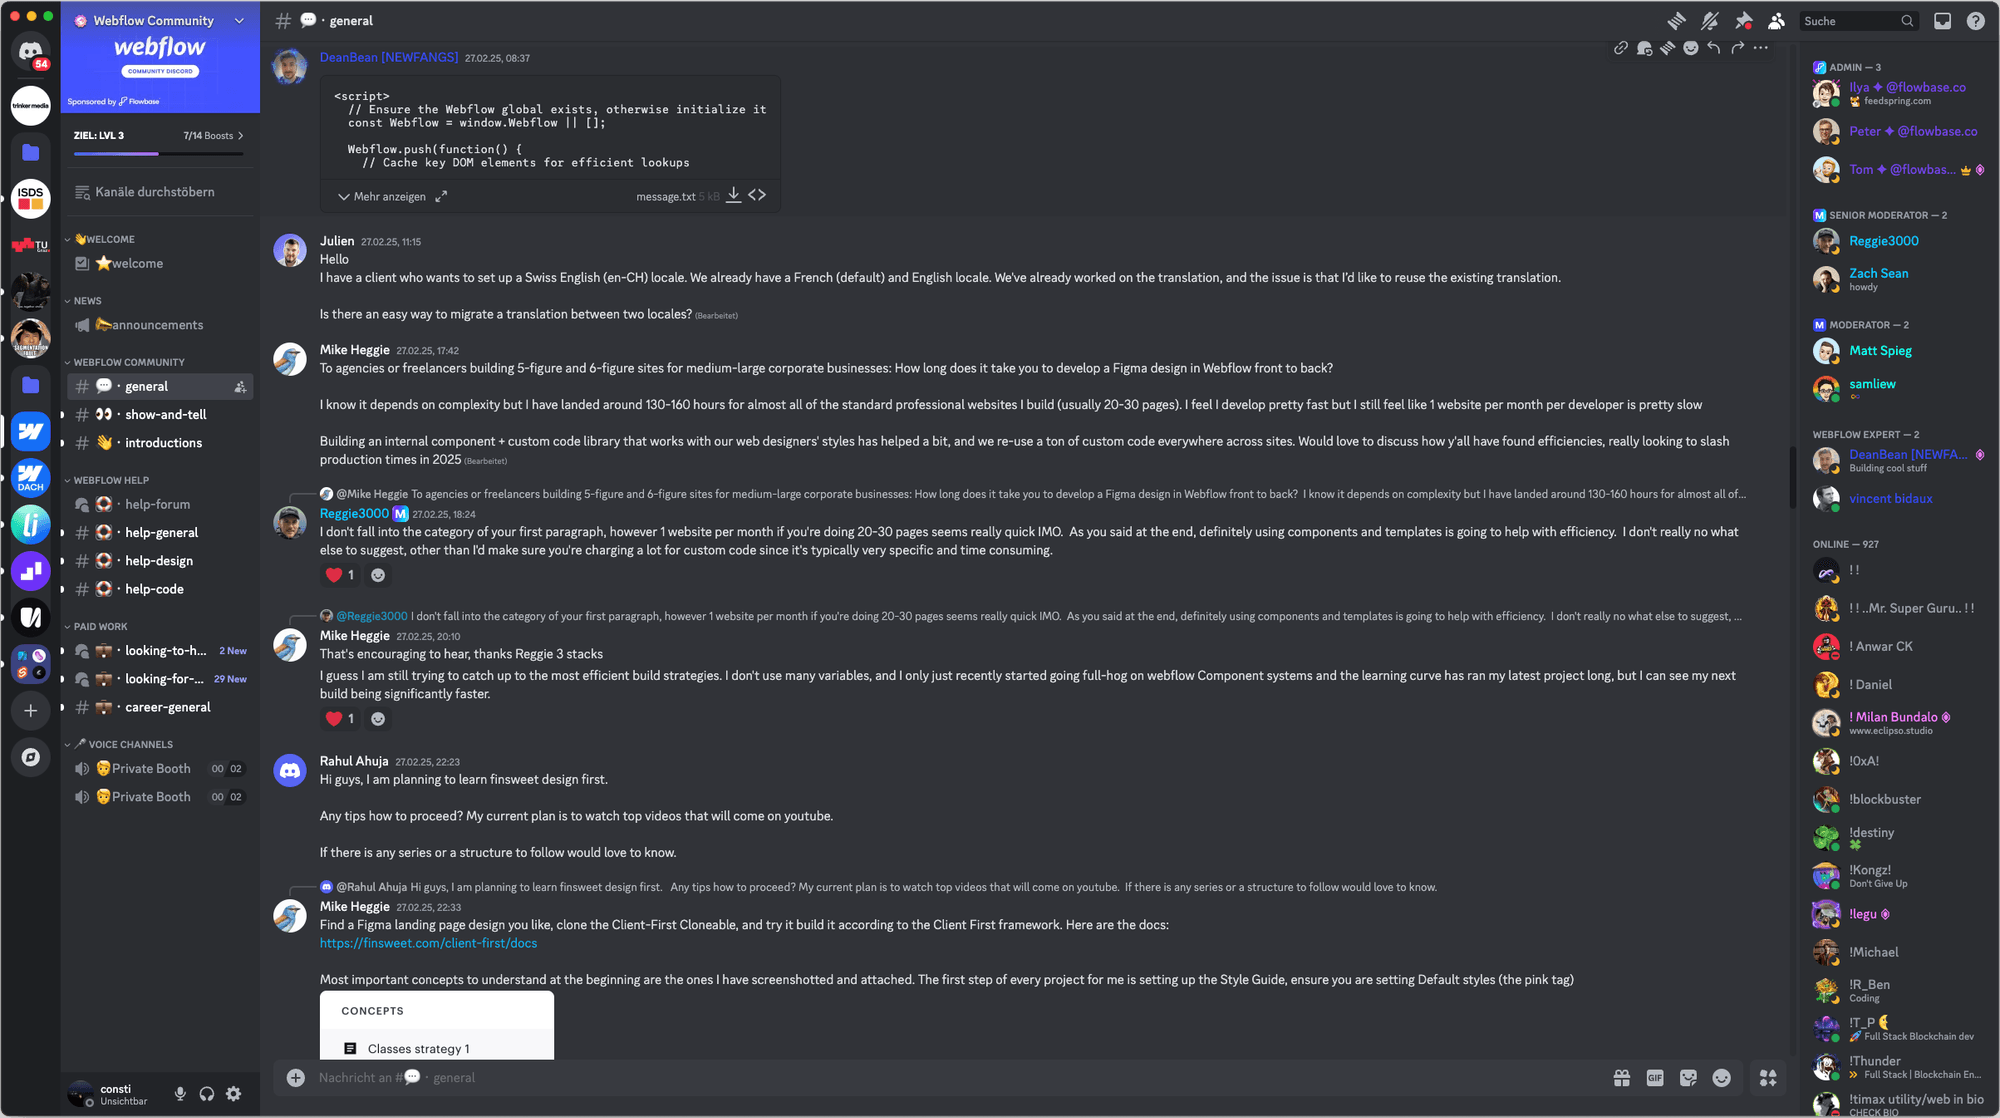 54
trinker media
ISDS
TU
SEGMENTATION FAULT
DACH
Webflow Community
webflow
COMMUNITY DISCORD
Sponsored by Flowbase
ZIEL: LVL 3 7/14 Boosts
Kanäle durchstöbern
👋WELCOME
⭐welcome
NEWS
📣announcements
WEBFLOW COMMUNITY
# 💬・general
# 👀・show-and-tell
# 👋・introductions
WEBFLOW HELP
🛟・help-forum
# 🛟・help-general
# 🛟・help-design
# 🛟・help-code
PAID WORK
💼・looking-to-h... 2 New
💼・looking-for-... 29 New
# 💼・career-general
🎤 VOICE CHANNELS
Private Booth 00 02
Private Booth 00 02
consti
Unsichtbar
# 💬・general
Suche
DeanBean [NEWFANGS] 27.02.25, 08:37
<script>
// Ensure the Webflow global exists, otherwise initialize it
const Webflow = window.Webflow || [];
Webflow.push(function() {
// Cache key DOM elements for efficient lookups
Mehr anzeigen message.txt 5 kB
Julien 27.02.25, 11:15
Hello
I have a client who wants to set up a Swiss English (en-CH) locale. We already have a French (default) and English locale. We've already worked on the translation, and the issue is that I'd like to reuse the existing translation.
Is there an easy way to migrate a translation between two locales? (Bearbeitet)
Mike Heggie 27.02.25, 17:42
To agencies or freelancers building 5-figure and 6-figure sites for medium-large corporate businesses: How long does it take you to develop a Figma design in Webflow front to back?
I know it depends on complexity but I have landed around 130-160 hours for almost all of the standard professional websites I build (usually 20-30 pages). I feel I develop pretty fast but I still feel like 1 website per month per developer is pretty slow
Building an internal component + custom code library that works with our web designers' styles has helped a bit, and we re-use a ton of custom code everywhere across sites. Would love to discuss how y'all have found efficiencies, really looking to slash
production times in 2025 (Bearbeitet)
@Mike Heggie To agencies or freelancers building 5-figure and 6-figure sites for medium-large corporate businesses: How long does it take you to develop a Figma design in Webflow front to back? I know it depends on complexity but I have landed around 130-160 hours for almost all of...
Reggie3000 M 27.02.25, 18:24
I don't fall into the category of your first paragraph, however 1 website per month if you're doing 20-30 pages seems really quick IMO. As you said at the end, definitely using components and templates is going to help with efficiency. I don't really no what
else to suggest, other than I'd make sure you're charging a lot for custom code since it's typically very specific and time consuming.
❤️ 1
@Reggie3000 I don't fall into the category of your first paragraph, however 1 website per month if you're doing 20-30 pages seems really quick IMO. As you said at the end, definitely using components and templates is going to help with efficiency. I don't really no what else to suggest, ...
Mike Heggie 27.02.25, 20:10
That's encouraging to hear, thanks Reggie 3 stacks
I guess I am still trying to catch up to the most efficient build strategies. I don't use many variables, and I only just recently started going full-hog on webflow Component systems and the learning curve has ran my latest project long, but I can see my next
build being significantly faster.
❤️ 1
Rahul Ahuja 27.02.25, 22:23
Hi guys, I am planning to learn finsweet design first.
Any tips how to proceed? My current plan is to watch top videos that will come on youtube.
If there is any series or a structure to follow would love to know.
@Rahul Ahuja Hi guys, I am planning to learn finsweet design first. Any tips how to proceed? My current plan is to watch top videos that will come on youtube. If there is any series or a structure to follow would love to know.
Mike Heggie 27.02.25, 22:33
Find a Figma landing page design you like, clone the Client-First Cloneable, and try it build it according to the Client First framework. Here are the docs:
https://finsweet.com/client-first/docs
Most important concepts to understand at the beginning are the ones I have screenshotted and attached. The first step of every project for me is setting up the Style Guide, ensure you are setting Default styles (the pink tag)
CONCEPTS
Classes strategy 1
Nachricht an #💬・general
GIF
ADMIN — 3
Ilya ✦ @flowbase.co
feedspring.com
Peter ✦ @flowbase.co
Tom ✦ @flowbas...
M SENIOR MODERATOR — 2
Reggie3000
Zach Sean
howdy
M MODERATOR — 2
Matt Spieg
samliew
WEBFLOW EXPERT — 2
DeanBean [NEWFA...
Building cool stuff
vincent bidaux
ONLINE — 927
! !
! ! ..Mr. Super Guru.. ! !
! Anwar CK
! Daniel
! Milan Bundalo
www.eclipso.studio
!0xA!
!blockbuster
!destiny
🍀
!Kongz!
Don't Give Up
!legu
!Michael
!R_Ben
Coding
!T_P🌜
🚀 Full Stack Blockchain dev
!Thunder
Full Stack | Blockchain En...
!timax utility/web in bio
CHECK BIO